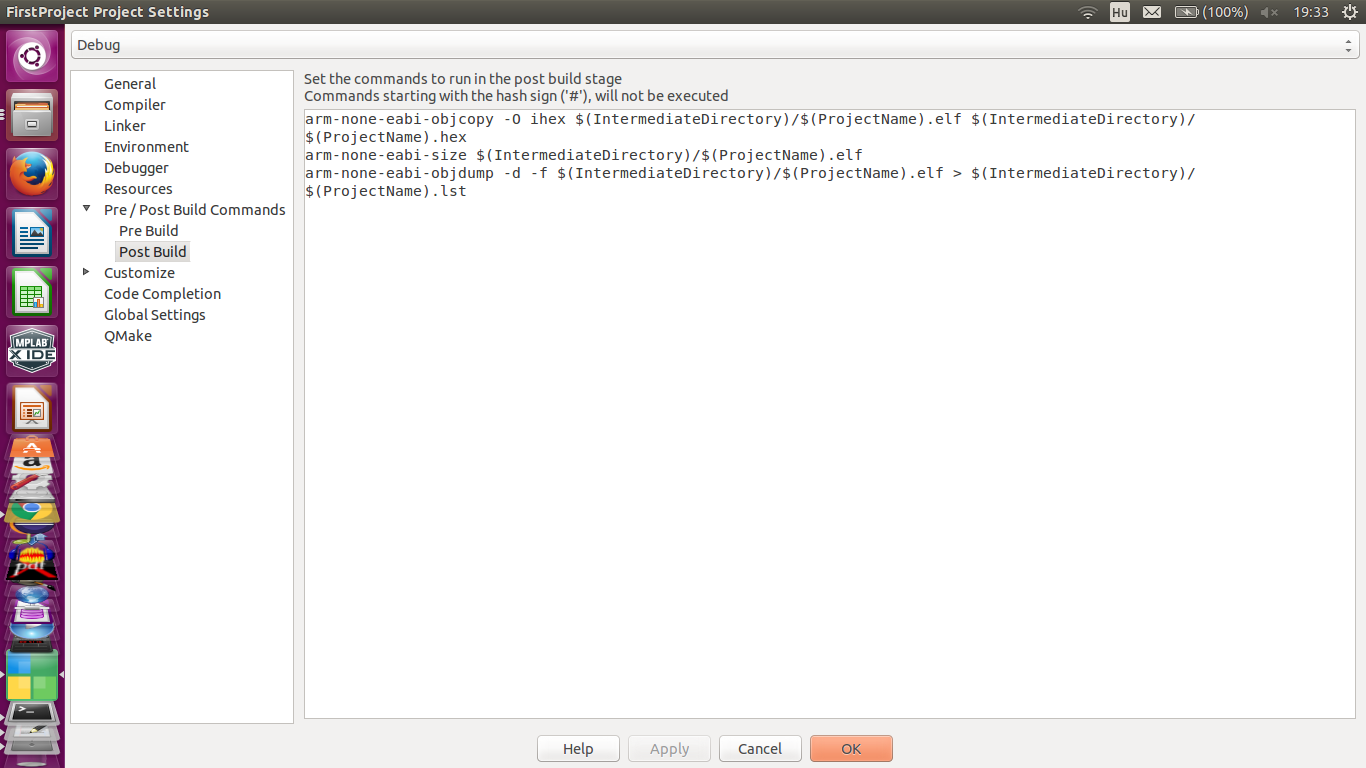 FirstProject Project Settings
Hu
(100%)
19:33
Debug
General
Compiler
Linker
Environment
Debugger
Resources
Pre / Post Build Commands
Pre Build
Post Build
Customize
Code Completion
Global Settings
QMake
Set the commands to run in the post build stage
Commands starting with the hash sign ('#'), will not be executed
arm-none-eabi-objcopy -O ihex $(IntermediateDirectory)/$(ProjectName).elf $(IntermediateDirectory)/
$(ProjectName).hex
arm-none-eabi-size $(IntermediateDirectory)/$(ProjectName).elf
arm-none-eabi-objdump -d -f $(IntermediateDirectory)/$(ProjectName).elf > $(IntermediateDirectory)/
$(ProjectName).lst
MPLAB
X IDE
a
pdf
>_
Help
Apply
Cancel
OK